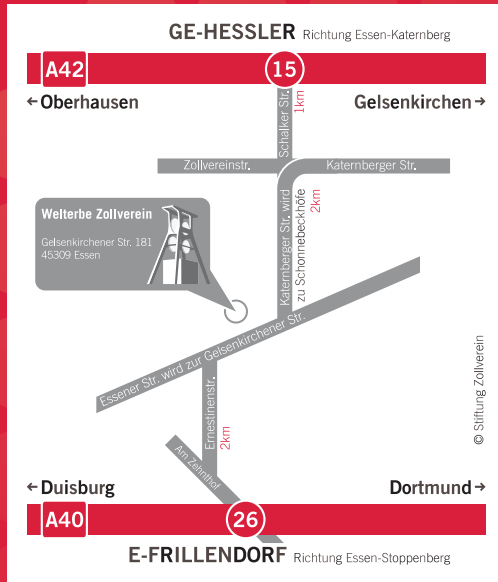 GE-HESSLER Richtung Essen-Katernberg
A42
15
←Oberhausen
Gelsenkirchen→
Schalker Str.
1km
Zollvereinstr.
Katernberger Str.
Katernberger Str. wird
zu Schonnebeckhöfe
2km
Welterbe Zollverein
Gelsenkirchener Str. 181
45309 Essen
Essener Str. wird zur Gelsenkirchener Str.
Ernestinenstr.
2km
Am Zehnthof
© Stiftung Zollverein
←Duisburg
Dortmund→
A40
26
E-FRILLENDORF Richtung Essen-Stoppenberg